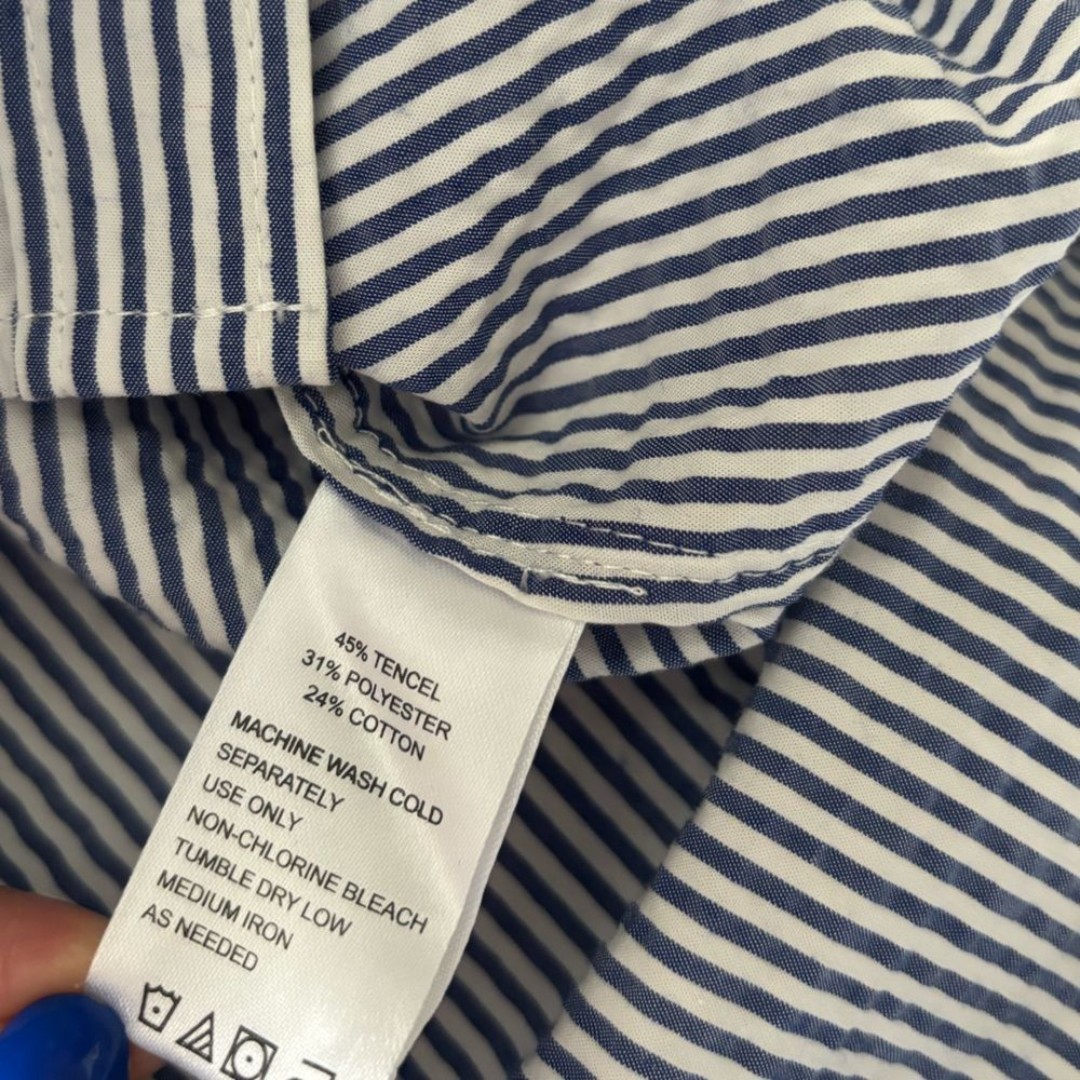 45% TENCEL
31% POLYESTER
24% COTTON
MACHINE WASH COLD
SEPARATELY
USE ONLY
NON-CHLORINE BLEACH
TUMBLE DRY LOW
MEDIUM IRON
AS NEEDED